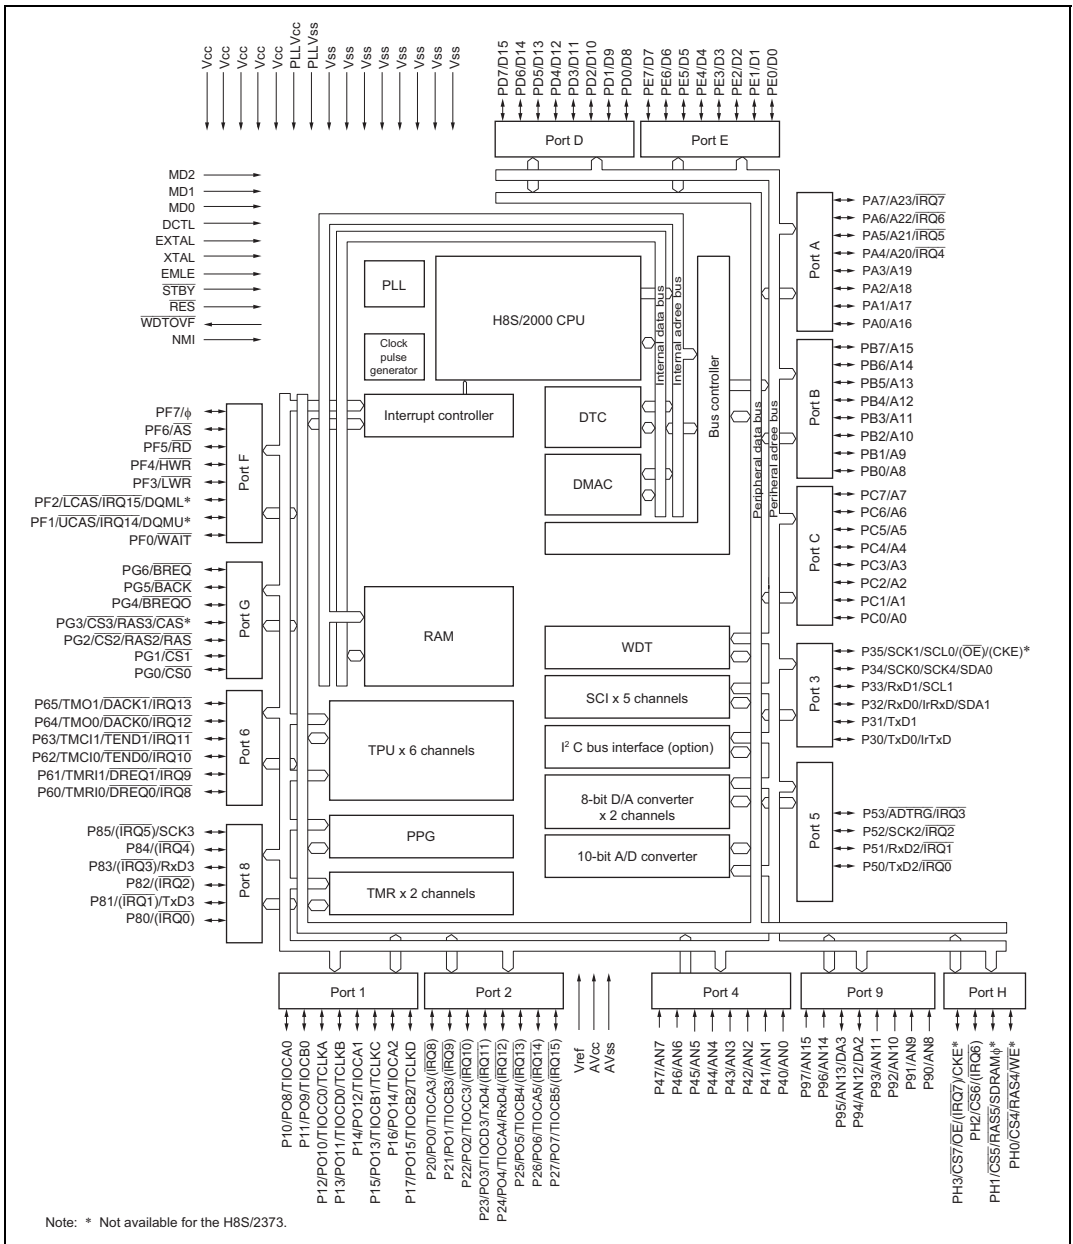 Vcc
Vcc
Vcc
Vcc
Vcc
PLLVcc
PLLVss
Vss
Vss
Vss
Vss
Vss
Vss
Vss
Vss
PD7/D15
PD6/D14
PD5/D13
PD4/D12
PD3/D11
PD2/D10
PD1/D9
PD0/D8
PE7/D7
PE6/D6
PE5/D5
PE4/D4
PE3/D3
PE2/D2
PE1/D1
PE0/D0
Port D
Port E
MD2
MD1
MD0
DCTL
EXTAL
XTAL
EMLE
STBY
RES
WDTOVF
NMI
PF7/ϕ
PF6/AS
PF5/RD
PF4/HWR
PF3/LWR
PF2/LCAS/IRQ15/DQML*
PF1/UCAS/IRQ14/DQMU*
PF0/WAIT
Port F
PG6/BREQ
PG5/BACK
PG4/BREQO
PG3/CS3/RAS3/CAS*
PG2/CS2/RAS2/RAS
PG1/CS1
PG0/CS0
Port G
P65/TMO1/DACK1/IRQ13
P64/TMO0/DACK0/IRQ12
P63/TMCI1/TEND1/IRQ11
P62/TMCI0/TEND0/IRQ10
P61/TMRI1/DREQ1/IRQ9
P60/TMRI0/DREQ0/IRQ8
Port 6
P85/(IRQ5)/SCK3
P84/(IRQ4)
P83/(IRQ3)/RxD3
P82/(IRQ2)
P81/(IRQ1)/TxD3
P80/(IRQ0)
Port 8
PLL
Clock
pulse
generator
H8S/2000 CPU
Interrupt controller
DTC
DMAC
Internal data bus
Internal adree bus
Bus controller
Peripheral data bus
Periheral adree bus
RAM
TPU x 6 channels
PPG
TMR x 2 channels
WDT
SCI x 5 channels
I² C bus interface (option)
8-bit D/A converter
x 2 channels
10-bit A/D converter
Port A
PA7/A23/IRQ7
PA6/A22/IRQ6
PA5/A21/IRQ5
PA4/A20/IRQ4
PA3/A19
PA2/A18
PA1/A17
PA0/A16
Port B
PB7/A15
PB6/A14
PB5/A13
PB4/A12
PB3/A11
PB2/A10
PB1/A9
PB0/A8
Port C
PC7/A7
PC6/A6
PC5/A5
PC4/A4
PC3/A3
PC2/A2
PC1/A1
PC0/A0
Port 3
P35/SCK1/SCL0/(OE)/(CKE)*
P34/SCK0/SCK4/SDA0
P33/RxD1/SCL1
P32/RxD0/IrRxD/SDA1
P31/TxD1
P30/TxD0/IrTxD
Port 5
P53/ADTRG/IRQ3
P52/SCK2/IRQ2
P51/RxD2/IRQ1
P50/TxD2/IRQ0
Port 1
Port 2
Port 4
Port 9
Port H
P10/PO8/TIOCA0
P11/PO9/TIOCB0
P12/PO10/TIOCC0/TCLKA
P13/PO11/TIOCD0/TCLKB
P14/PO12/TIOCA1
P15/PO13/TIOCB1/TCLKC
P16/PO14/TIOCA2
P17/PO15/TIOCB2/TCLKD
P20/PO0/TIOCA3/(IRQ8)
P21/PO1/TIOCB3/(IRQ9)
P22/PO2/TIOCC3/(IRQ10)
P23/PO3/TIOCD3/TxD4/(IRQ11)
P24/PO4/TIOCA4/RxD4/(IRQ12)
P25/PO5/TIOCB4/(IRQ13)
P26/PO6/TIOCA5/(IRQ14)
P27/PO7/TIOCB5/(IRQ15)
Vref
AVcc
AVss
P47/AN7
P46/AN6
P45/AN5
P44/AN4
P43/AN3
P42/AN2
P41/AN1
P40/AN0
P97/AN15
P96/AN14
P95/AN13/DA3
P94/AN12/DA2
P93/AN11
P92/AN10
P91/AN9
P90/AN8
PH3/CS7/OE/(IRQ7)/CKE*
PH2/CS6/(IRQ6)
PH1/CS5/RAS5/SDRAMϕ*
PH0/CS4/RAS4/WE*
Note: * Not available for the H8S/2373.